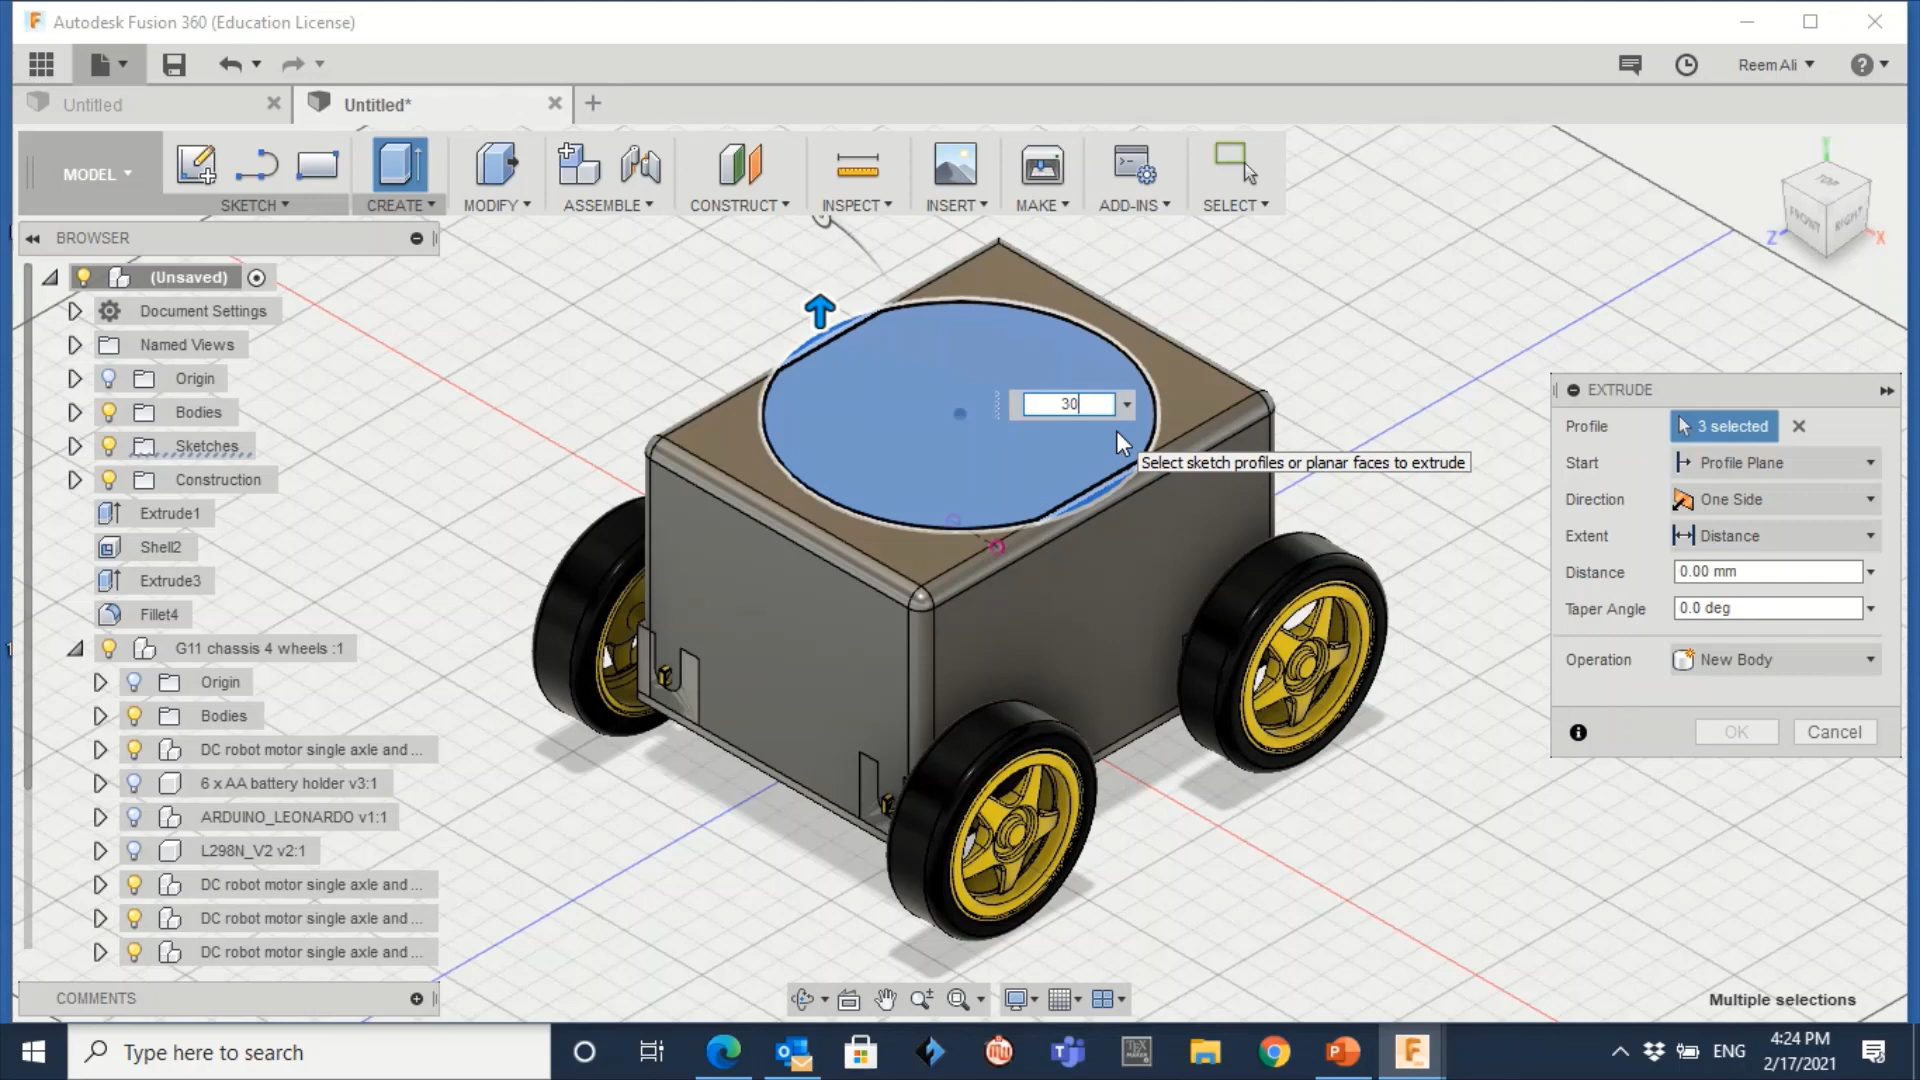 Autodesk Fusion 360 (Education License)
Reem Ali
Untitled
Untitled*
MODEL
SKETCH
CREATE
MODIFY
ASSEMBLE
CONSTRUCT
INSPECT
INSERT
MAKE
ADD-INS
SELECT
TOP
FRONT
RIGHT
Y
Z
X
BROWSER
(Unsaved)
Document Settings
Named Views
Origin
Bodies
Sketches
Construction
Extrude1
Shell2
Extrude3
Fillet4
G11 chassis 4 wheels :1
Origin
Bodies
DC robot motor single axle and ...
6 x AA battery holder v3:1
ARDUINO_LEONARDO v1:1
L298N_V2 v2:1
DC robot motor single axle and ...
DC robot motor single axle and ...
DC robot motor single axle and ...
30
Select sketch profiles or planar faces to extrude
EXTRUDE
Profile 3 selected
Start Profile Plane
Direction One Side
Extent Distance
Distance 0.00 mm
Taper Angle 0.0 deg
Operation New Body
OK Cancel
COMMENTS
Multiple selections
Type here to search
ENG
4:24 PM
2/17/2021